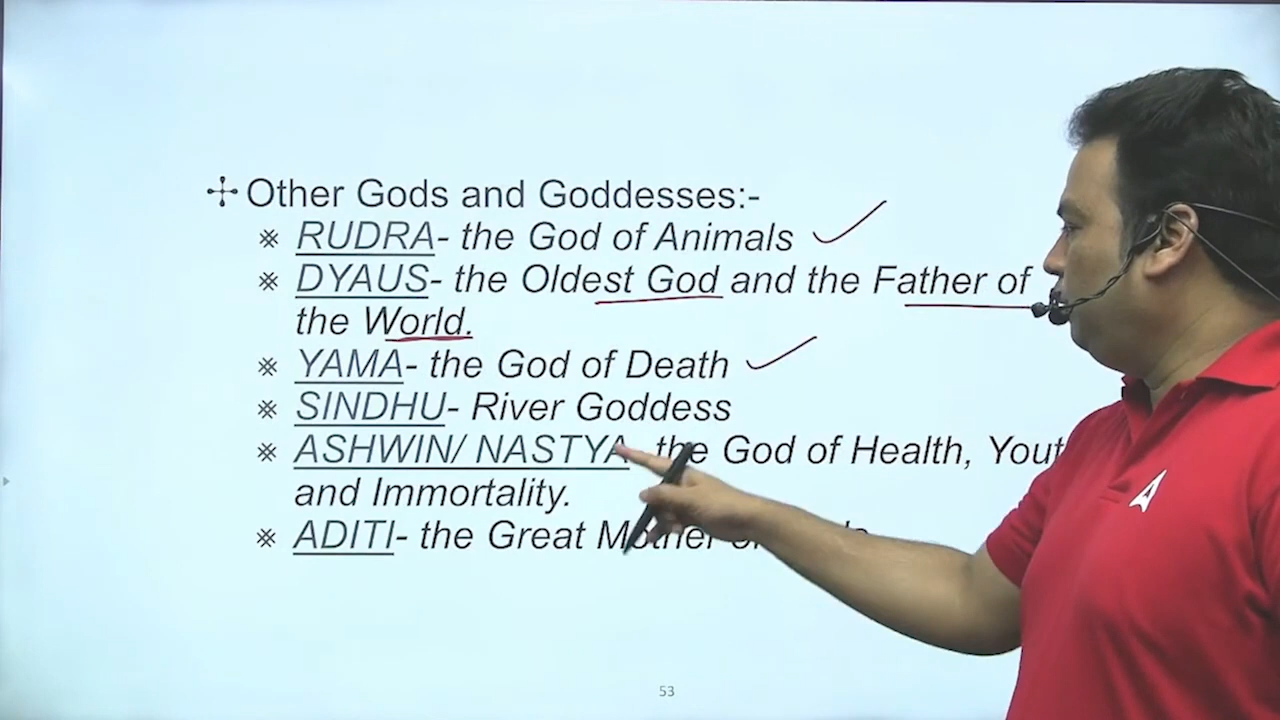 Other Gods and Goddesses:-
RUDRA- the God of Animals
DYAUS- the Oldest God and the Father of
the World.
YAMA- the God of Death
SINDHU- River Goddess
ASHWIN/ NASTYA- the God of Health,
and Immortality.
ADITI- the Great Mother
53